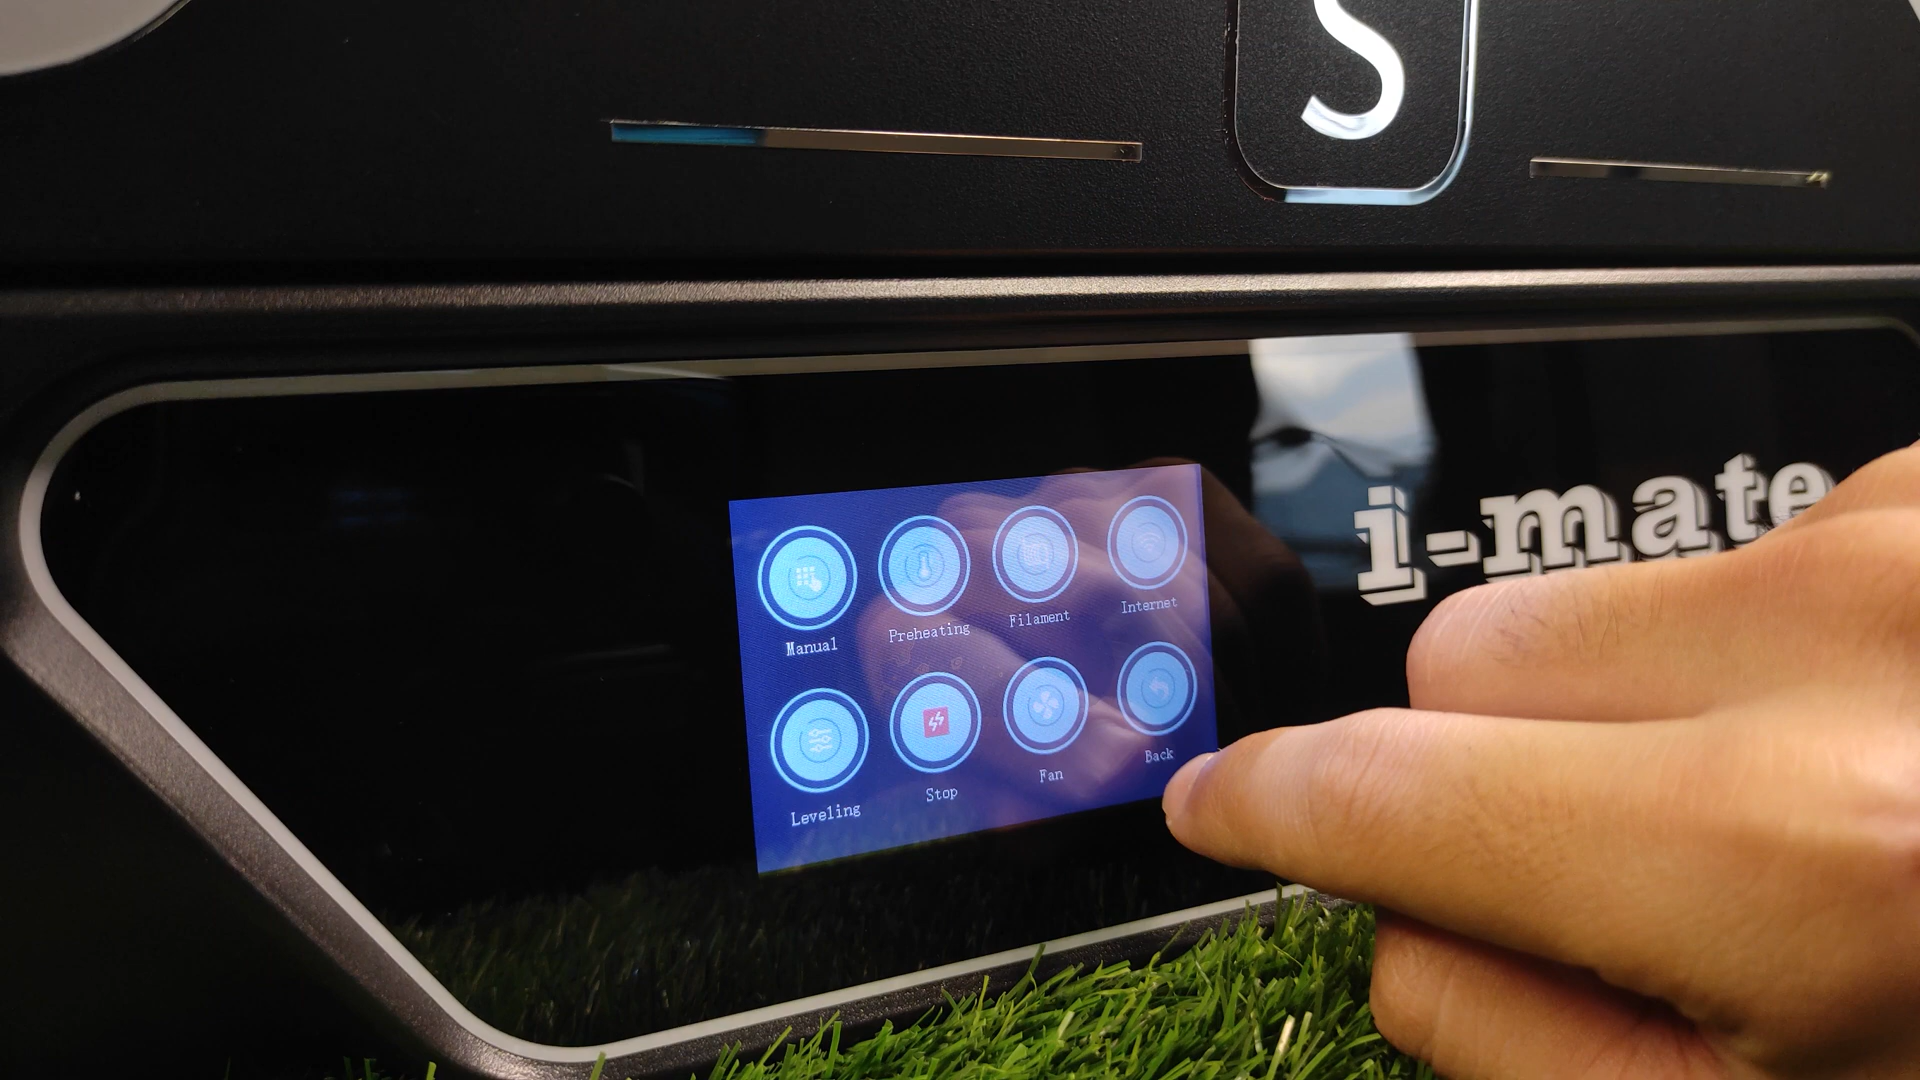 S
i-mate
Manual
Preheating
Filament
Internet
Leveling
Stop
Fan
Back